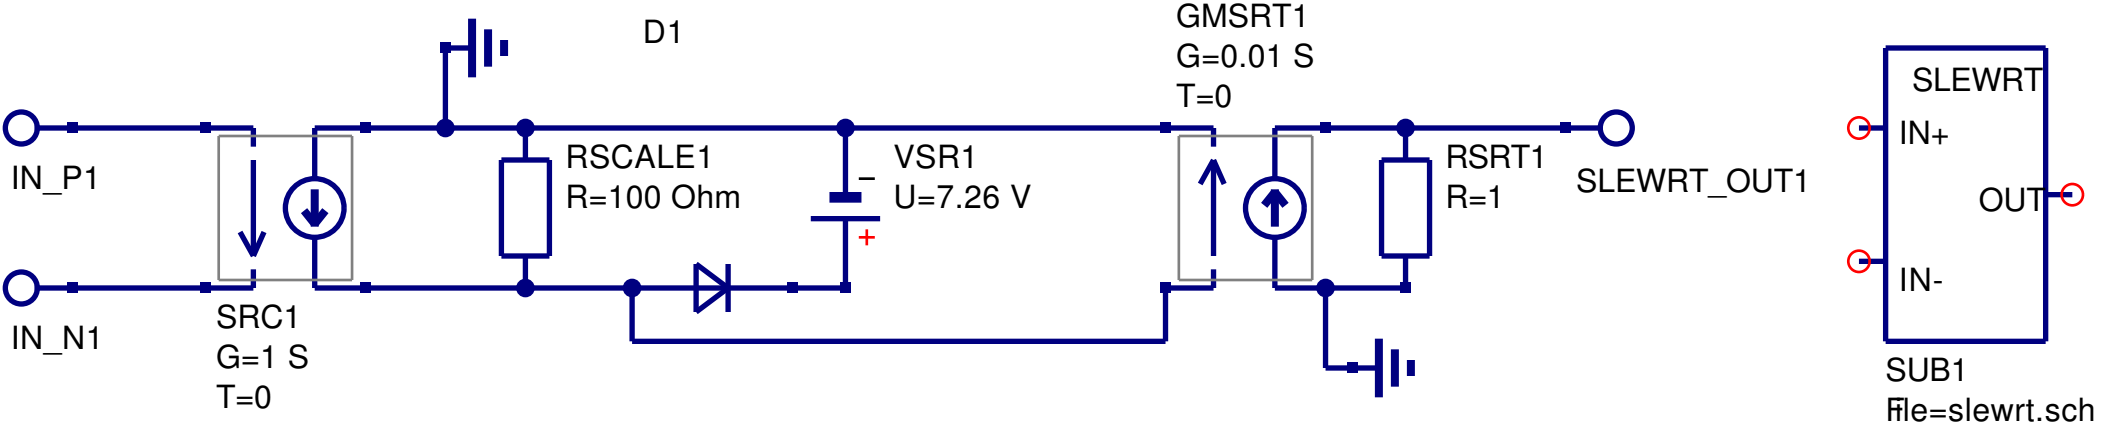 D1
GMSRT1
G=0.01 S
T=0
IN_P1
RSCALE1
R=100 Ohm
–
+
VSR1
U=7.26 V
RSRT1
R=1
SLEWRT_OUT1
SLEWRT
IN+
OUT
IN-
IN_N1
SRC1
G=1 S
T=0
SUB1
File=slewrt.sch